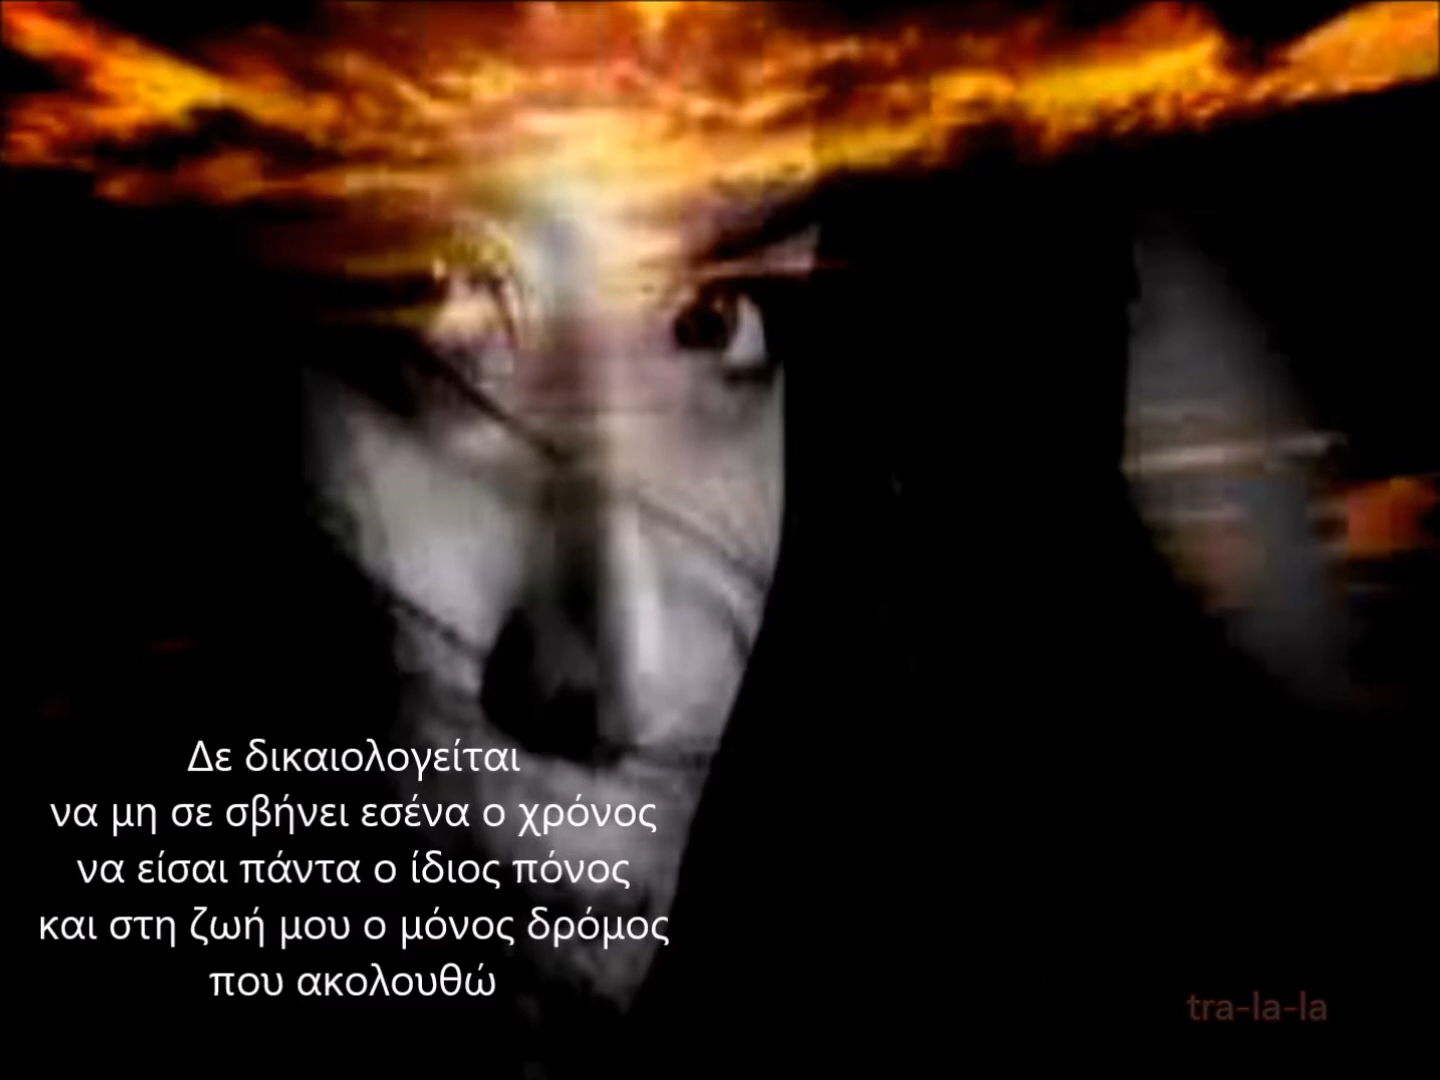 Δε δικαιολογείται
να μη σε σβήνει εσένα ο χρόνος
να είσαι πάντα ο ίδιος πόνος
και στη ζωή μου ο μόνος δρόμος
που ακολουθώ
tra-la-la